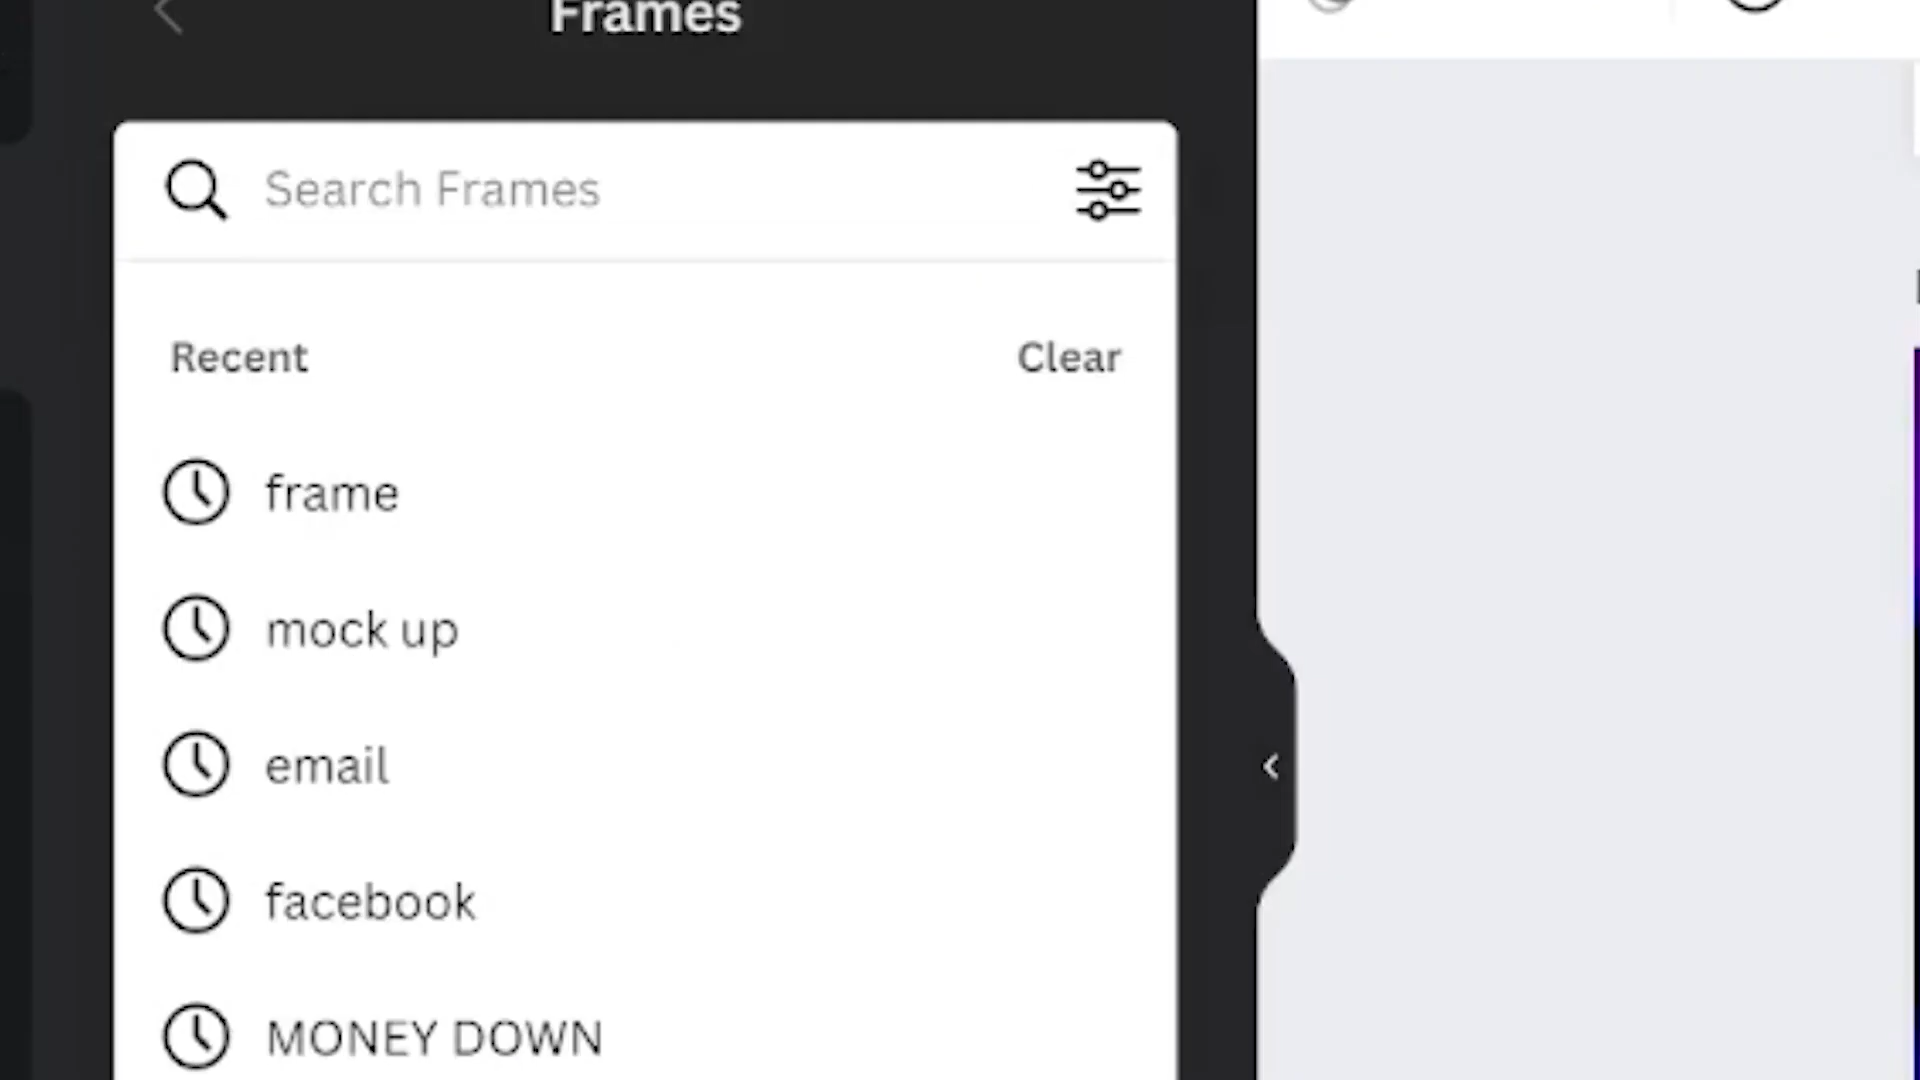 Frames
Search Frames
Recent
Clear
frame
mock up
email
facebook
MONEY DOWN